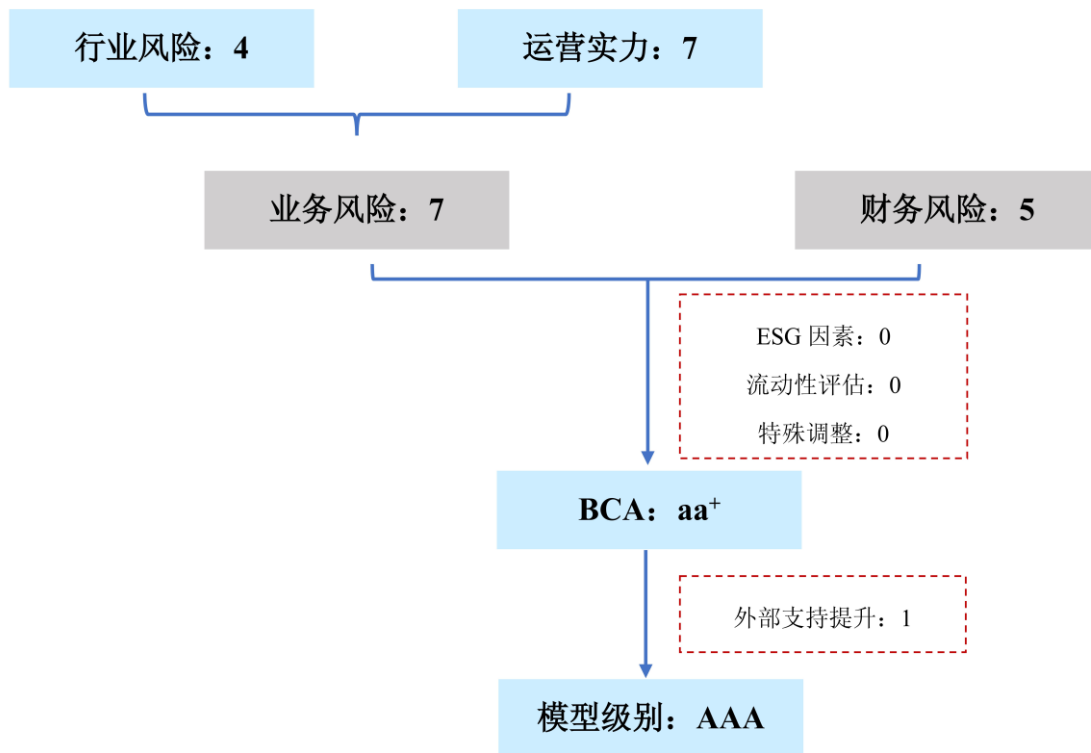 行业风险：4
运营实力：7
业务风险：7
财务风险：5
ESG 因素：0
流动性评估：0
特殊调整：0
BCA：aa⁺
外部支持提升：1
模型级别：AAA